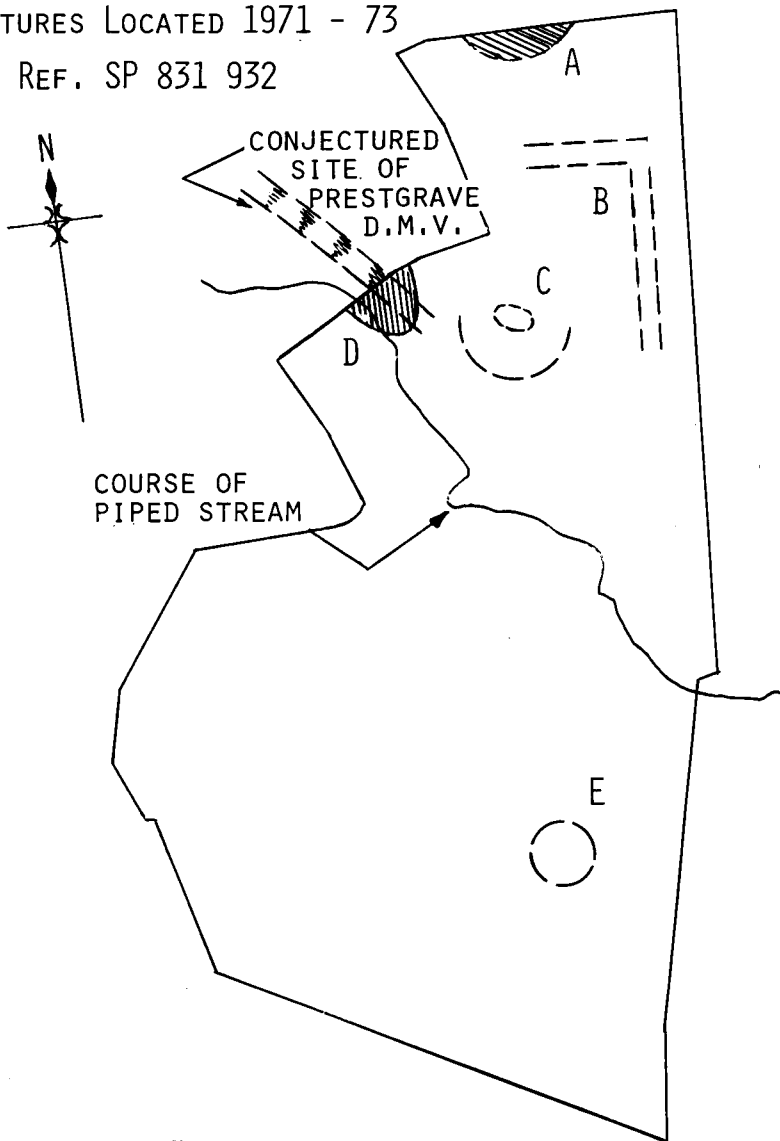 TURES LOCATED 1971 - 73
REF. SP 831 932
A
N
CONJECTURED
SITE OF
PRESTGRAVE
D.M.V.
B
C
D
COURSE OF
PIPED STREAM
E